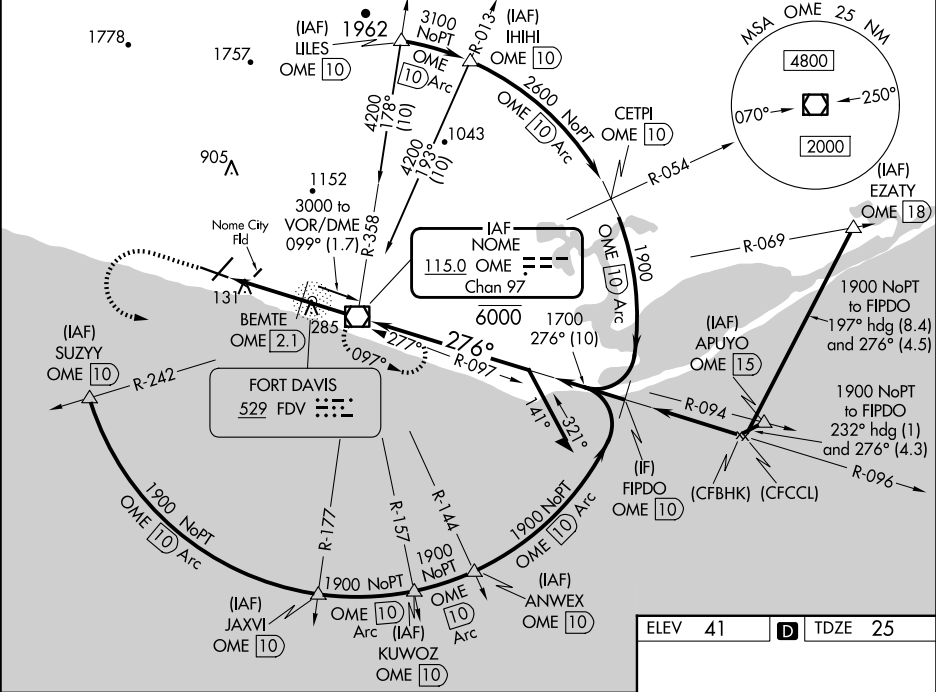 1778
1757
905
1152
(IAF)
LILES
OME 10
1962
3100
NoPT
OME
10 Arc
R-013
(IAF)
IHIHI
OME 10
2600 NoPT
OME 10 Arc
4200
178°
(10)
4200
193°
(10)
1043
R-358
CETPI
OME 10
R-054
1900
OME 10 Arc
MSA OME 25 NM
4800
070°
250°
2000
(IAF)
EZATY
OME 18
R-069
1900 NoPT
to FIPDO
197° hdg (8.4)
and 276° (4.5)
3000 to
VOR/DME
099° (1.7)
Nome City
Fld
131
285
BEMTE
OME 2.1
IAF
NOME
115.0 OME
Chan 97
6000
1700
276° (10)
276°
277°
R-097
097°
141°
321°
(IAF)
APUYO
OME 15
R-094
1900 NoPT
to FIPDO
232° hdg (1)
and 276° (4.3)
R-096
(CFBHK)
(CFCCL)
(IF)
FIPDO
OME 10
(IAF)
SUZYY
OME 10
R-242
FORT DAVIS
529 FDV
1900 NoPT
OME 10 Arc
R-177
R-157
R-144
1900 NoPT
OME 10
Arc
1900
NoPT
OME
10
Arc
1900 NoPT
OME 10 Arc
(IAF)
JAXVI
OME 10
(IAF)
KUWOZ
OME 10
(IAF)
ANWEX
OME 10
ELEV 41
D
TDZE 25